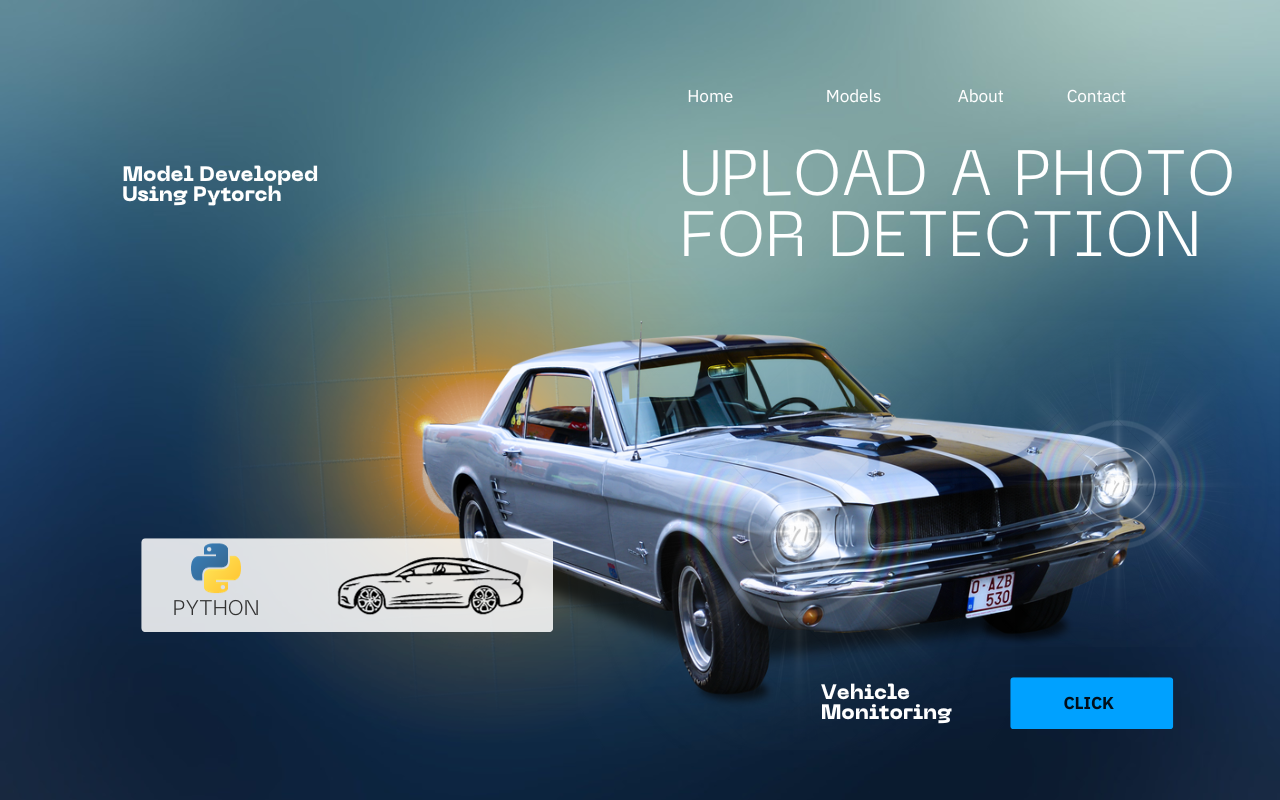 Home Models About Contact
Model Developed
Using Pytorch
UPLOAD A PHOTO
FOR DETECTION
PYTHON
O·AZB
530
Vehicle
Monitoring
CLICK